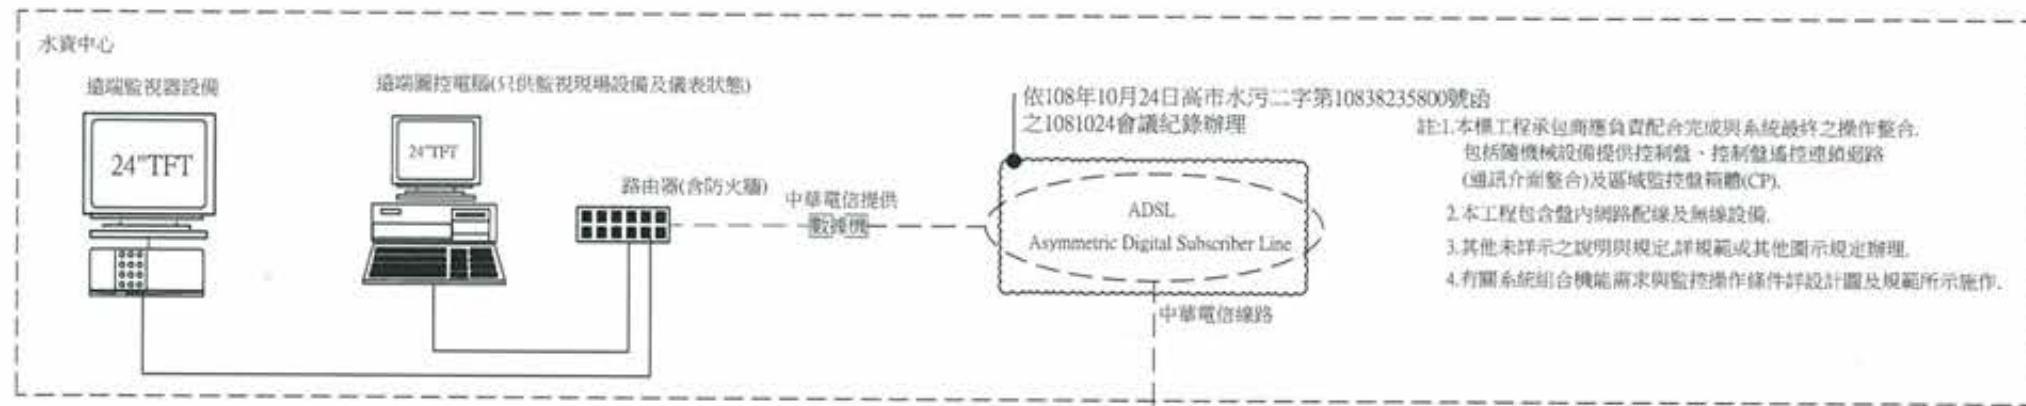 水資中心
遠端監視器設備
24"TFT
遠端圖控電腦(只供監視現場設備及儀表狀態)
24"TFT
路由器(含防火牆)
中華電信提供
數據機
依108年10月24日高市水污二字第10838235800號函
之1081024會議紀錄辦理
ADSL
Asymmetric Digital Subscriber Line
中華電信線路
註:1.本標工程承包商應負責配合完成與系統最終之操作整合.
包括隨機械設備提供控制盤、控制盤遙控連鎖迴路
(通訊介面整合)及區域監控盤箱體(CP).
2.本工程包含盤內網路配線及無線設備.
3.其他未詳示之說明與規定,詳規範或其他圖示規定辦理.
4.有關系統組合機能需求與監控操作條件詳設計圖及規範所示施作.